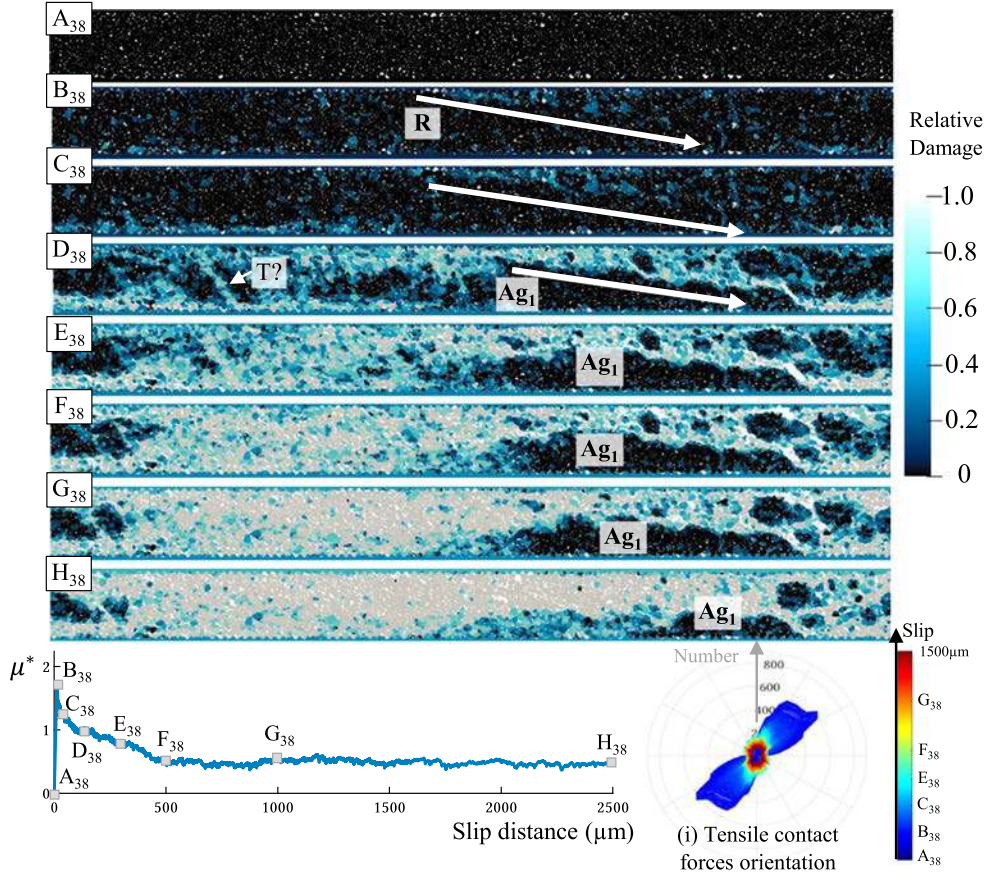 A38
B38
R
C38
D38
T?
Ag1
E38
Ag1
F38
Ag1
G38
Ag1
H38
Ag1
Relative
Damage
1.0
0.8
0.6
0.4
0.2
0
μ*
2
1
0
B38
C38
D38
E38
F38
G38
H38
A38
0
500
1000
1500
2000
2500
Slip distance (μm)
Number
800
600
400
(i) Tensile contact
forces orientation
Slip
1500μm
G38
F38
E38
C38
B38
A38